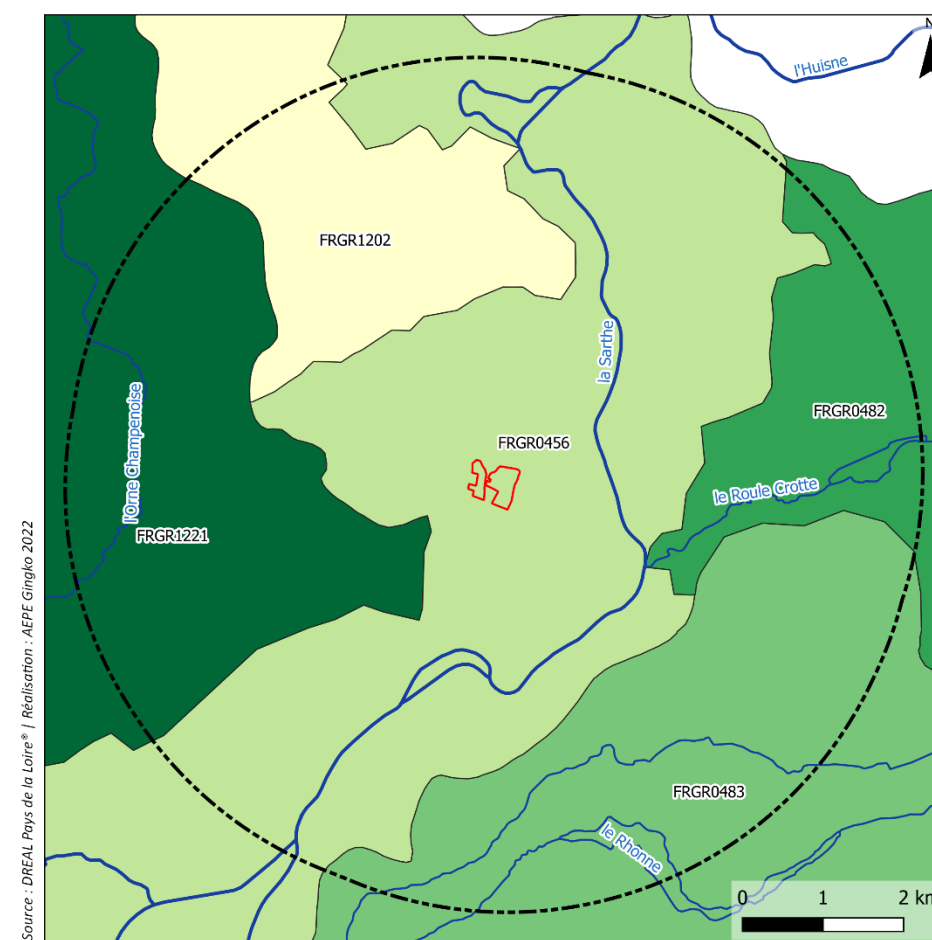 N
l'Huisne
FRGR1202
la Sarthe
l'Orne Champenoise
FRGR0482
FRGR0456
le Roule Crotte
FRGR1221
FRGR0483
le Rhonne
0 1 2 km
Source : DREAL Pays de la Loire® | Réalisation : AEPE Gingko 2022